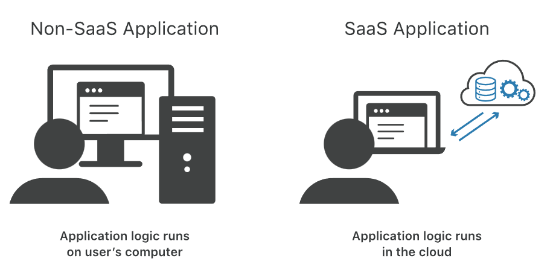 Non-SaaS Application
SaaS Application
Application logic runs
on user's computer
Application logic runs
in the cloud